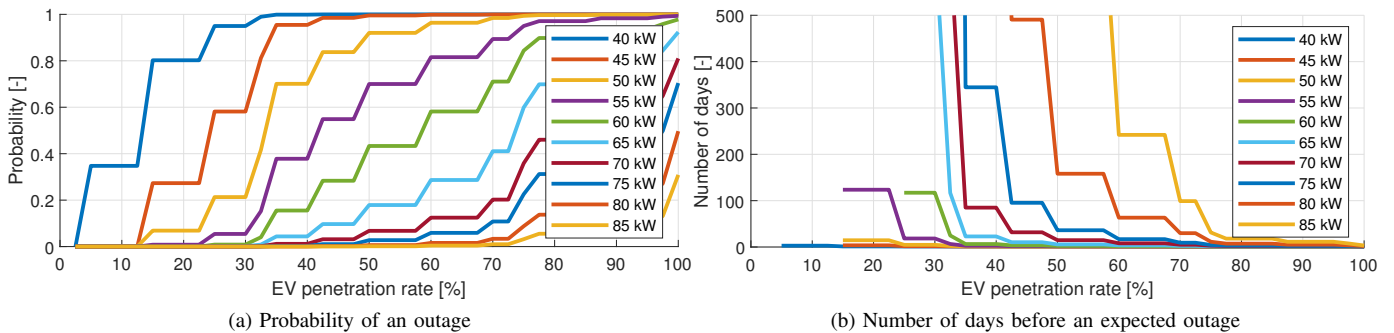 1
0.8
0.6
0.4
0.2
0
Probability [-]
0 10 20 30 40 50 60 70 80 90 100
EV penetration rate [%]
40 kW
45 kW
50 kW
55 kW
60 kW
65 kW
70 kW
75 kW
80 kW
85 kW
(a) Probability of an outage
500
400
300
200
100
0
Number of days [-]
0 10 20 30 40 50 60 70 80 90 100
EV penetration rate [%]
40 kW
45 kW
50 kW
55 kW
60 kW
65 kW
70 kW
75 kW
80 kW
85 kW
(b) Number of days before an expected outage